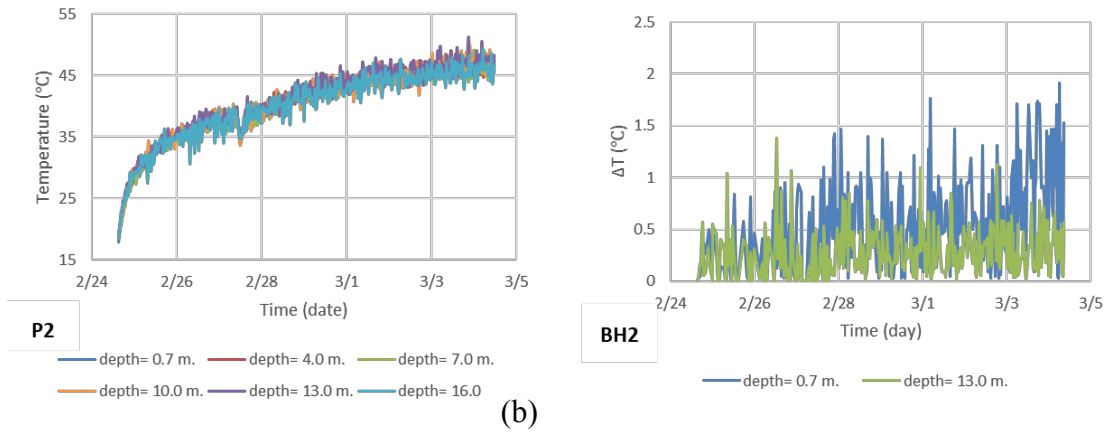 55
45
35
25
15
Temperature (°C)
2/24 2/26 2/28 3/1 3/3 3/5
Time (date)
P2
depth= 0.7 m. depth= 4.0 m. depth= 7.0 m.
depth= 10.0 m. depth= 13.0 m. depth= 16.0
2.5
2
1.5
1
0.5
0
ΔT (°C)
2/24 2/26 2/28 3/1 3/3 3/5
Time (day)
BH2
depth= 0.7 m. depth= 13.0 m.
(b)